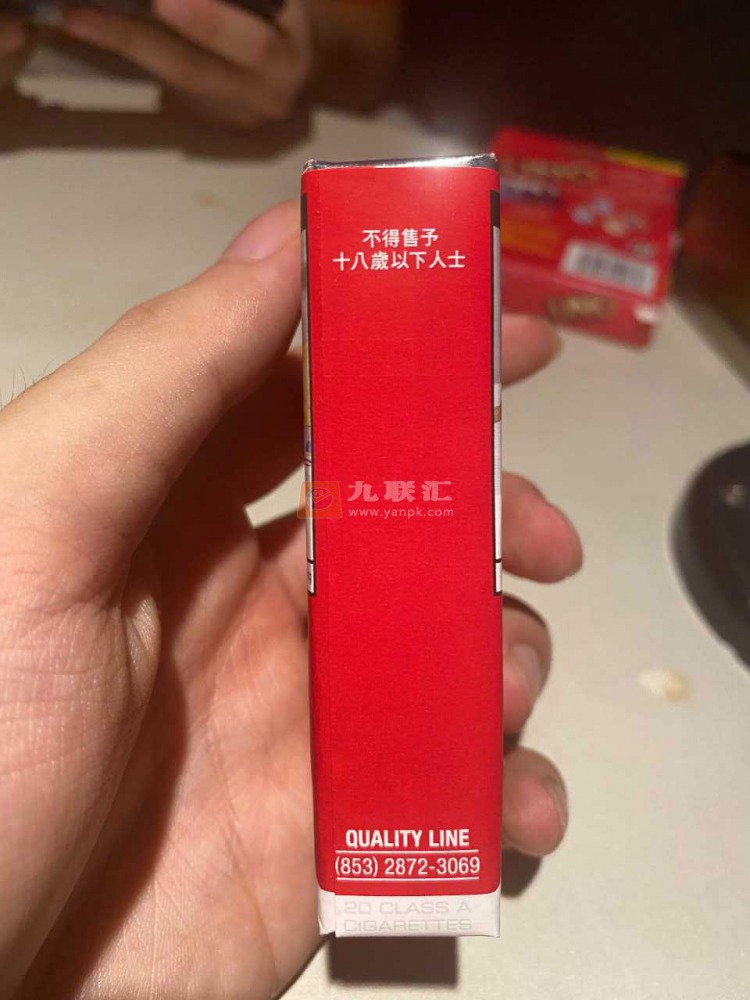 不得售予
十八歲以下人士
九联汇
www.yanpk.com
QUALITY LINE
(853) 2872-3069
20 CLASS A
CIGARETTES